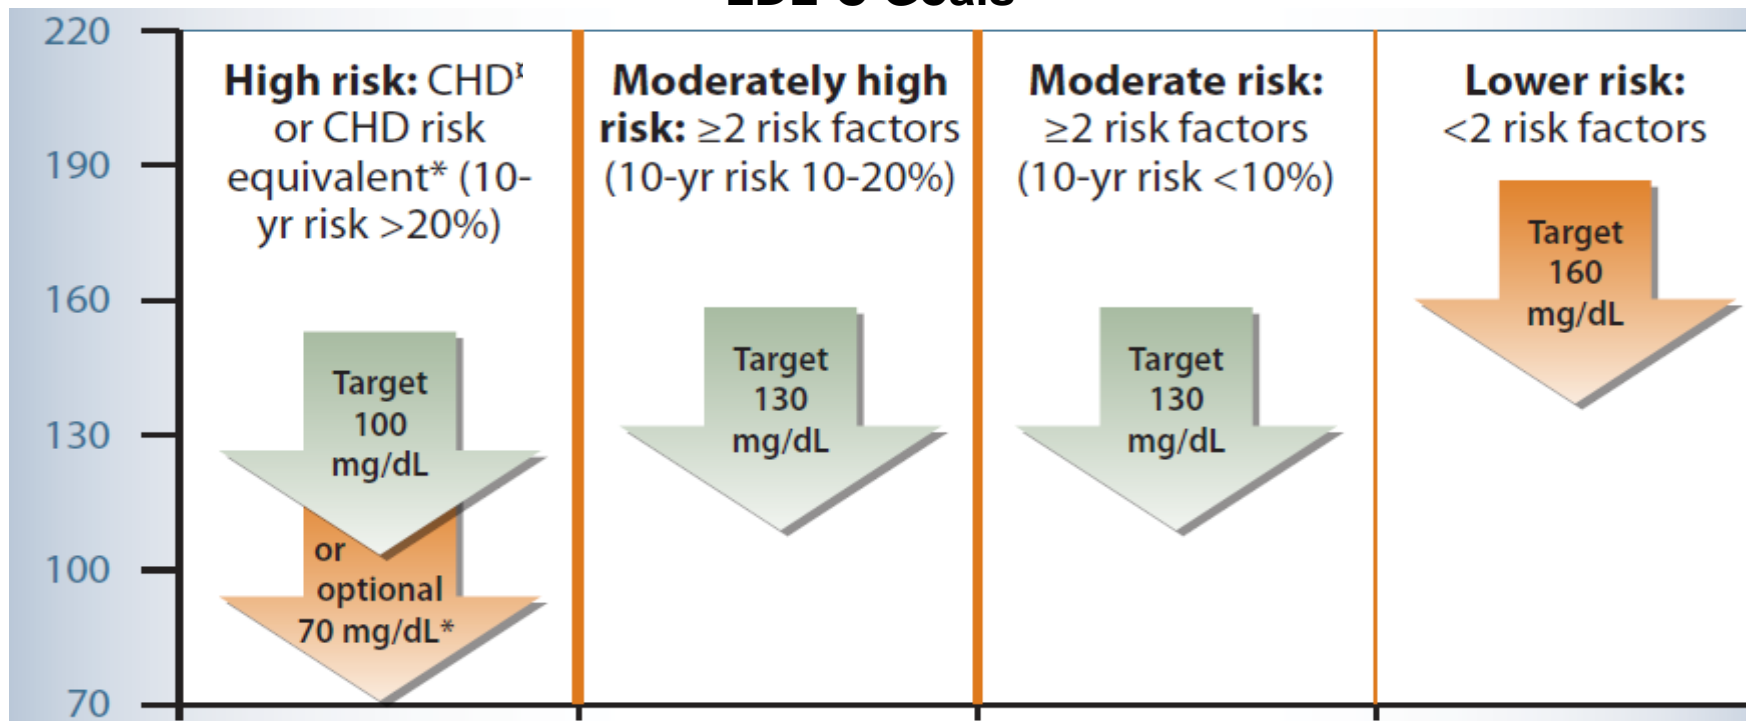 LDL-C Goals
220
190
160
130
100
70
High risk: CHD¤
or CHD risk
equivalent* (10-
yr risk >20%)
Target
100
mg/dL
or
optional
70 mg/dL*
Moderately high
risk: ≥2 risk factors
(10-yr risk 10-20%)
Target
130
mg/dL
Moderate risk:
≥2 risk factors
(10-yr risk <10%)
Target
130
mg/dL
Lower risk:
<2 risk factors
Target
160
mg/dL